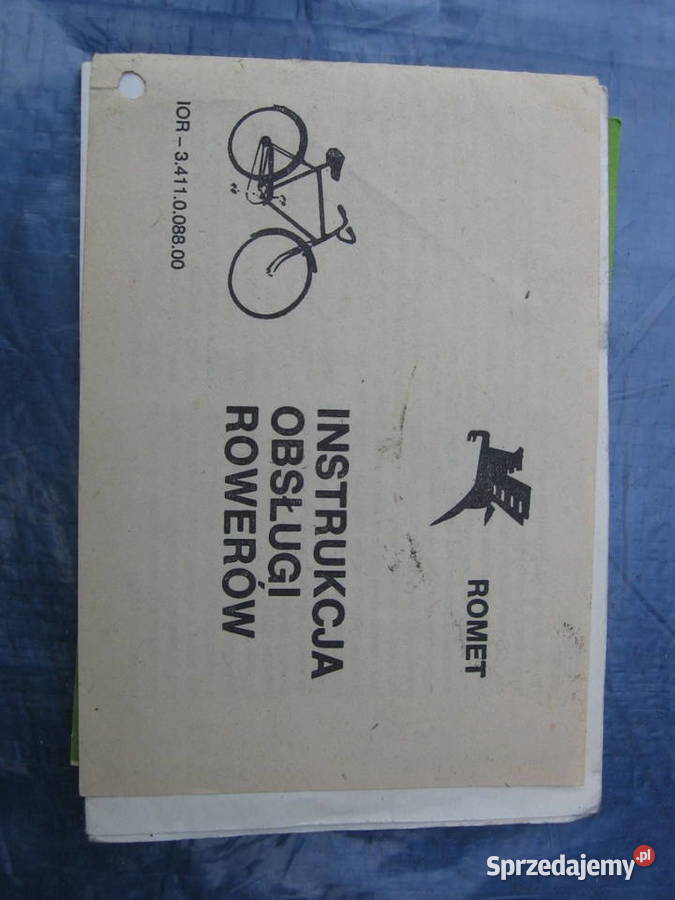 ROMET
INSTRUKCJA
OBSŁUGI
ROWERÓW
IOR – 3.411.0.088.00
Sprzedajemy.pl